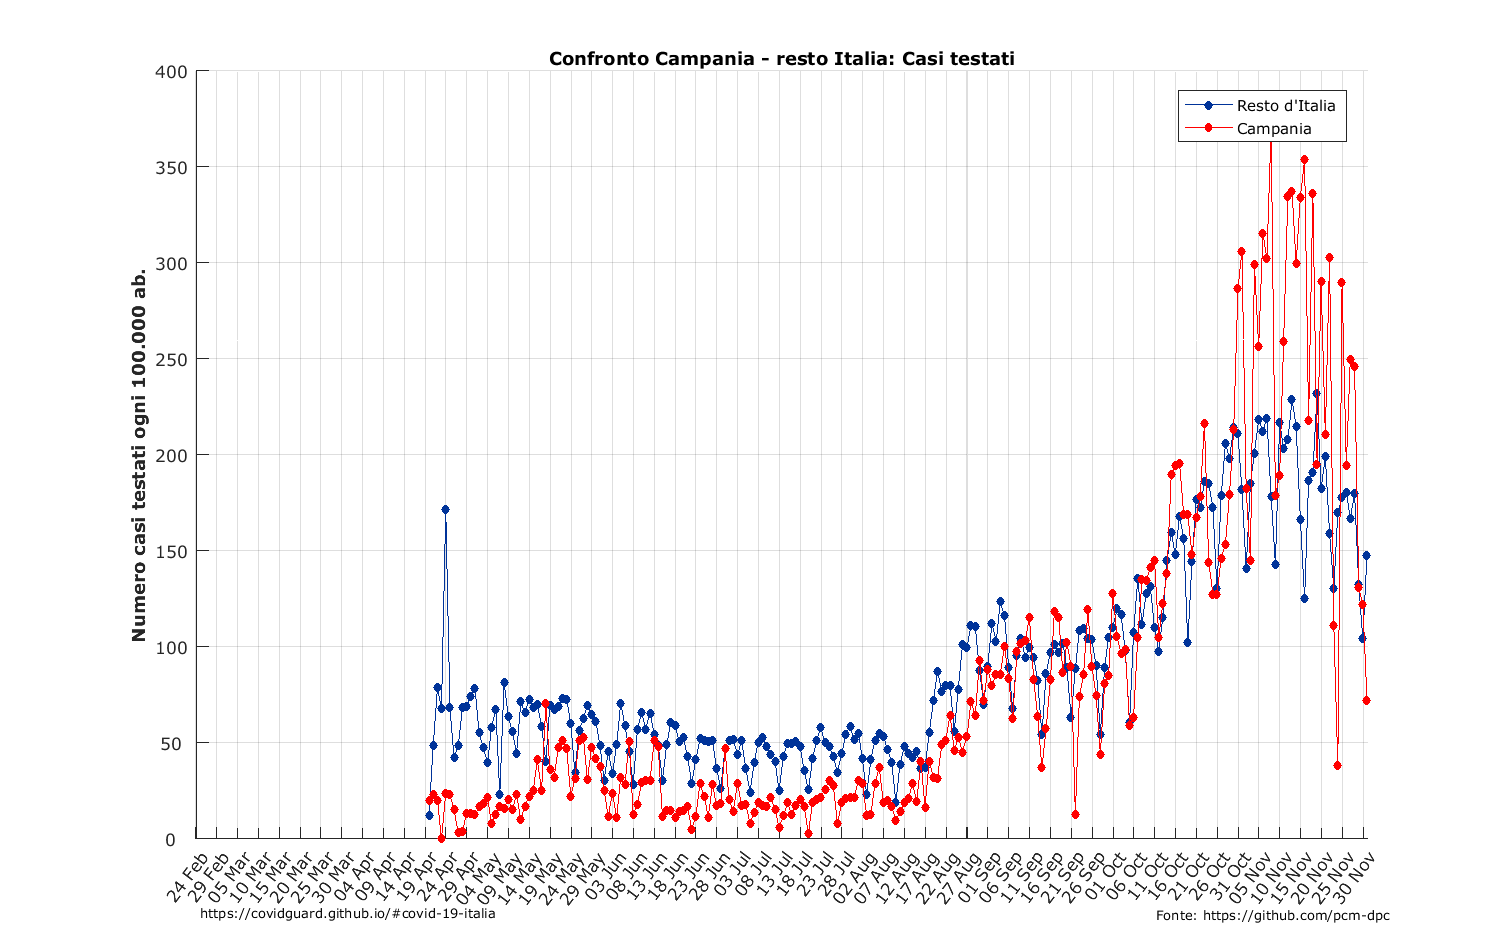 Confronto Campania - resto Italia: Casi testati
Resto d'Italia
Campania
Numero casi testati ogni 100.000 ab.
400
350
300
250
200
150
100
50
0
24 Feb
29 Feb
05 Mar
10 Mar
15 Mar
20 Mar
25 Mar
30 Mar
04 Apr
09 Apr
14 Apr
19 Apr
24 Apr
29 Apr
04 May
09 May
14 May
19 May
24 May
29 May
03 Jun
08 Jun
13 Jun
18 Jun
23 Jun
28 Jun
03 Jul
08 Jul
13 Jul
18 Jul
23 Jul
28 Jul
02 Aug
07 Aug
12 Aug
17 Aug
22 Aug
27 Aug
01 Sep
06 Sep
11 Sep
16 Sep
21 Sep
26 Sep
01 Oct
06 Oct
11 Oct
16 Oct
21 Oct
26 Oct
31 Oct
05 Nov
10 Nov
15 Nov
20 Nov
25 Nov
30 Nov
https://covidguard.github.io/#covid-19-italia
Fonte: https://github.com/pcm-dpc